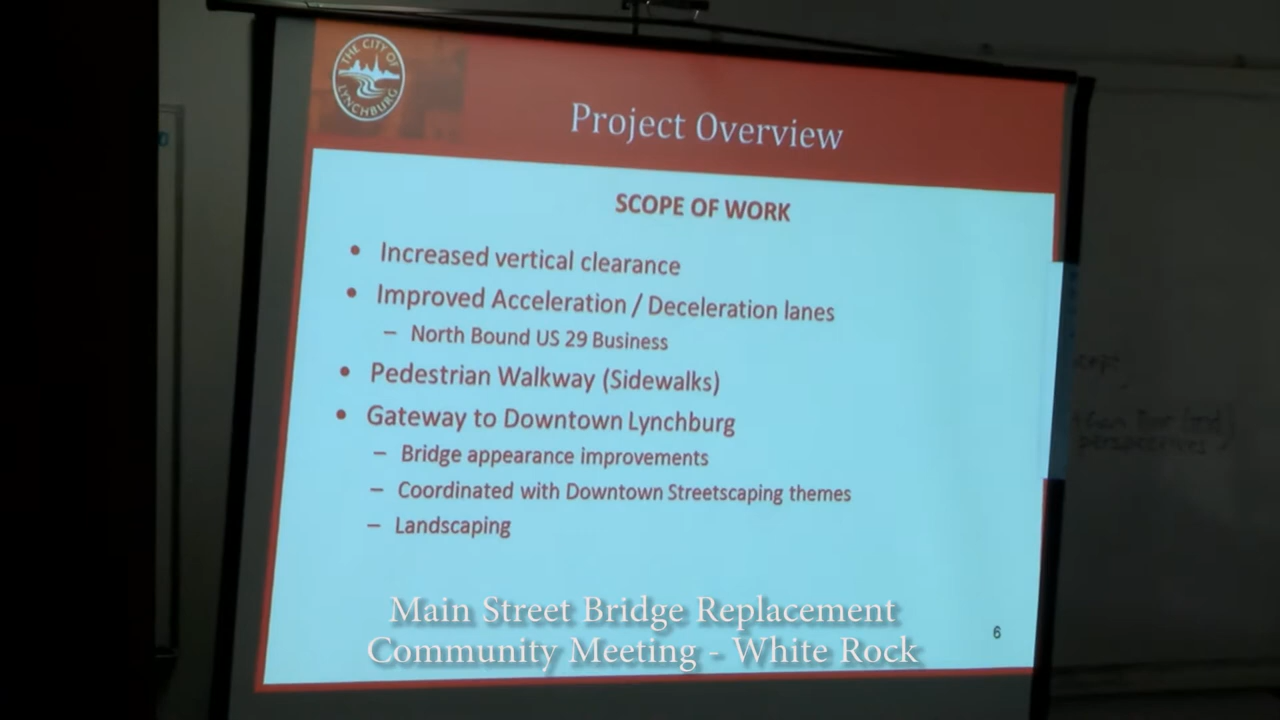 THE CITY OF
LYNCHBURG
Project Overview
SCOPE OF WORK
• Increased vertical clearance
• Improved Acceleration / Deceleration lanes
– North Bound US 29 Business
• Pedestrian Walkway (Sidewalks)
• Gateway to Downtown Lynchburg
– Bridge appearance improvements
– Coordinated with Downtown Streetscaping themes
– Landscaping
6
Main Street Bridge Replacement
Community Meeting - White Rock